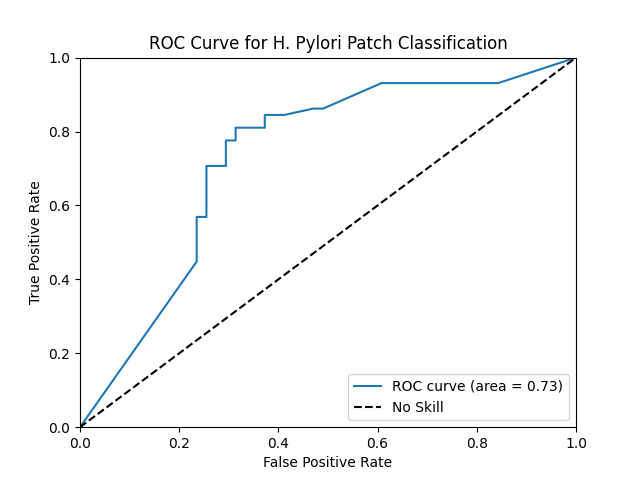 ROC Curve for H. Pylori Patch Classification
1.0
0.8
0.6
0.4
0.2
0.0
True Positive Rate
ROC curve (area = 0.73)
No Skill
0.0 0.2 0.4 0.6 0.8 1.0
False Positive Rate